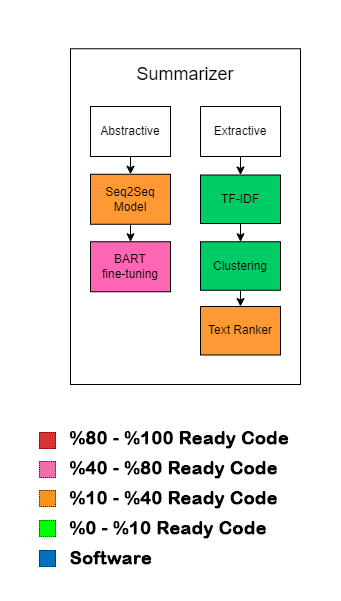 Summarizer
Abstractive
Extractive
Seq2Seq
Model
TF-IDF
BART
fine-tuning
Clustering
Text Ranker
%80 - %100 Ready Code
%40 - %80 Ready Code
%10 - %40 Ready Code
%0 - %10 Ready Code
Software